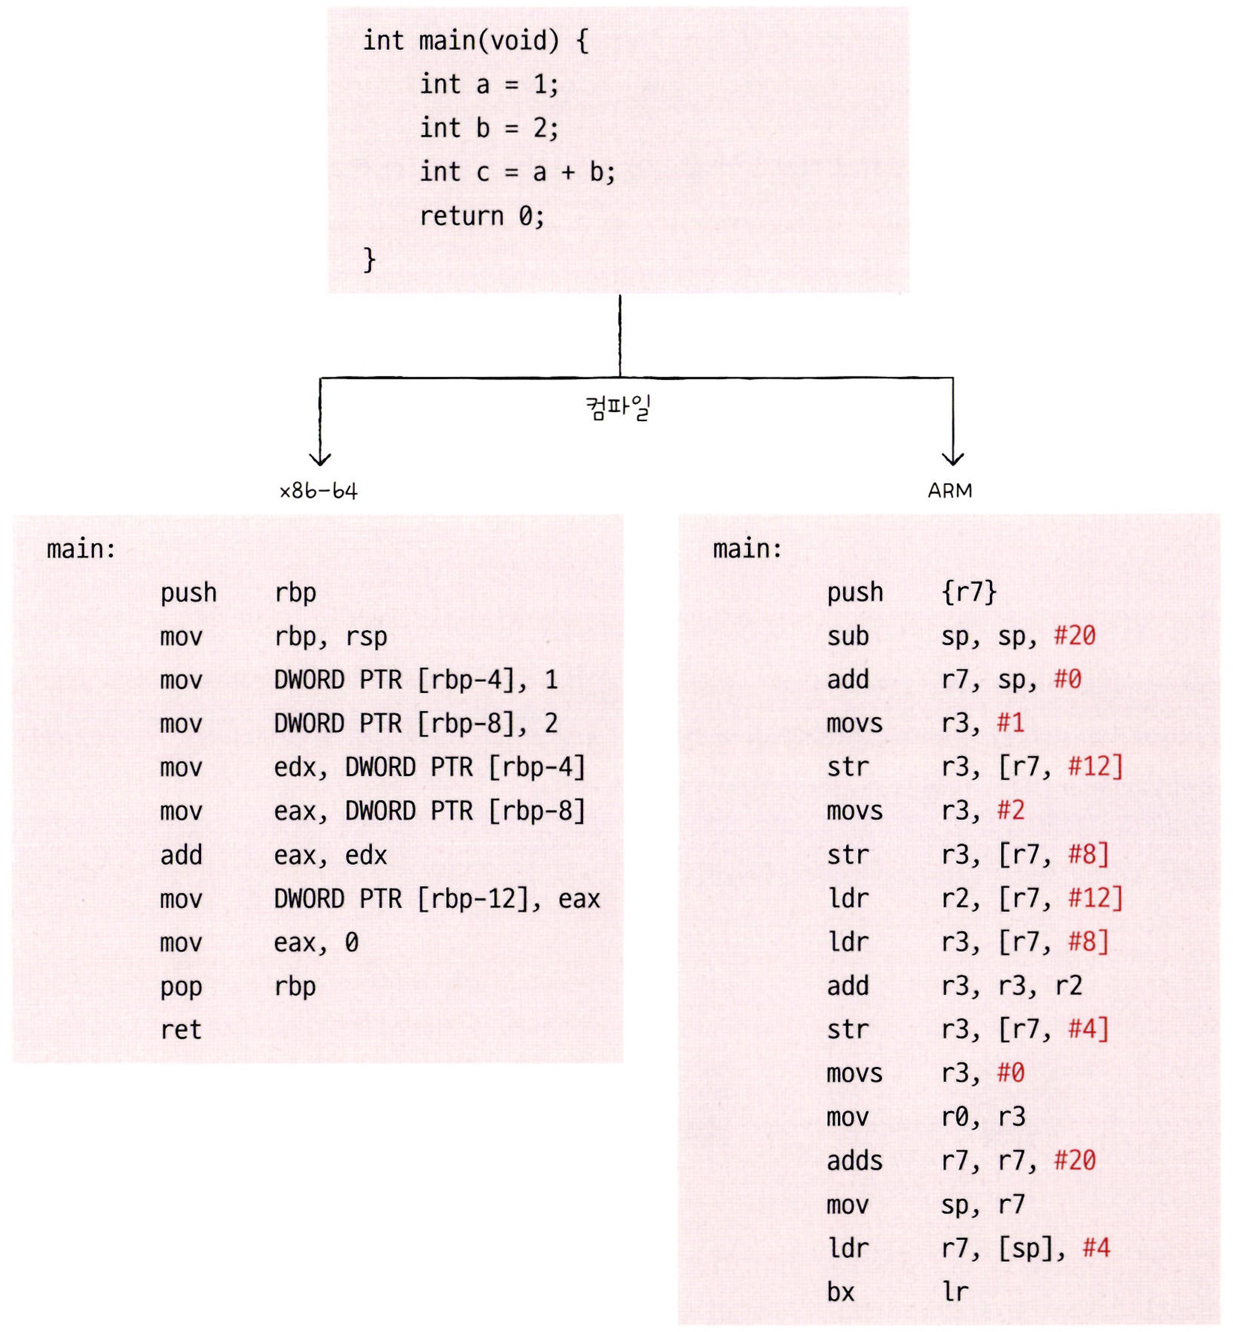 int main(void) {
    int a = 1;
    int b = 2;
    int c = a + b;
    return 0;
}
컴파일
x86-64
main:
        push    rbp
        mov     rbp, rsp
        mov     DWORD PTR [rbp-4], 1
        mov     DWORD PTR [rbp-8], 2
        mov     edx, DWORD PTR [rbp-4]
        mov     eax, DWORD PTR [rbp-8]
        add     eax, edx
        mov     DWORD PTR [rbp-12], eax
        mov     eax, 0
        pop     rbp
        ret
ARM
main:
        push    {r7}
        sub     sp, sp, #20
        add     r7, sp, #0
        movs    r3, #1
        str     r3, [r7, #12]
        movs    r3, #2
        str     r3, [r7, #8]
        ldr     r2, [r7, #12]
        ldr     r3, [r7, #8]
        add     r3, r3, r2
        str     r3, [r7, #4]
        movs    r3, #0
        mov     r0, r3
        adds    r7, r7, #20
        mov     sp, r7
        ldr     r7, [sp], #4
        bx      lr